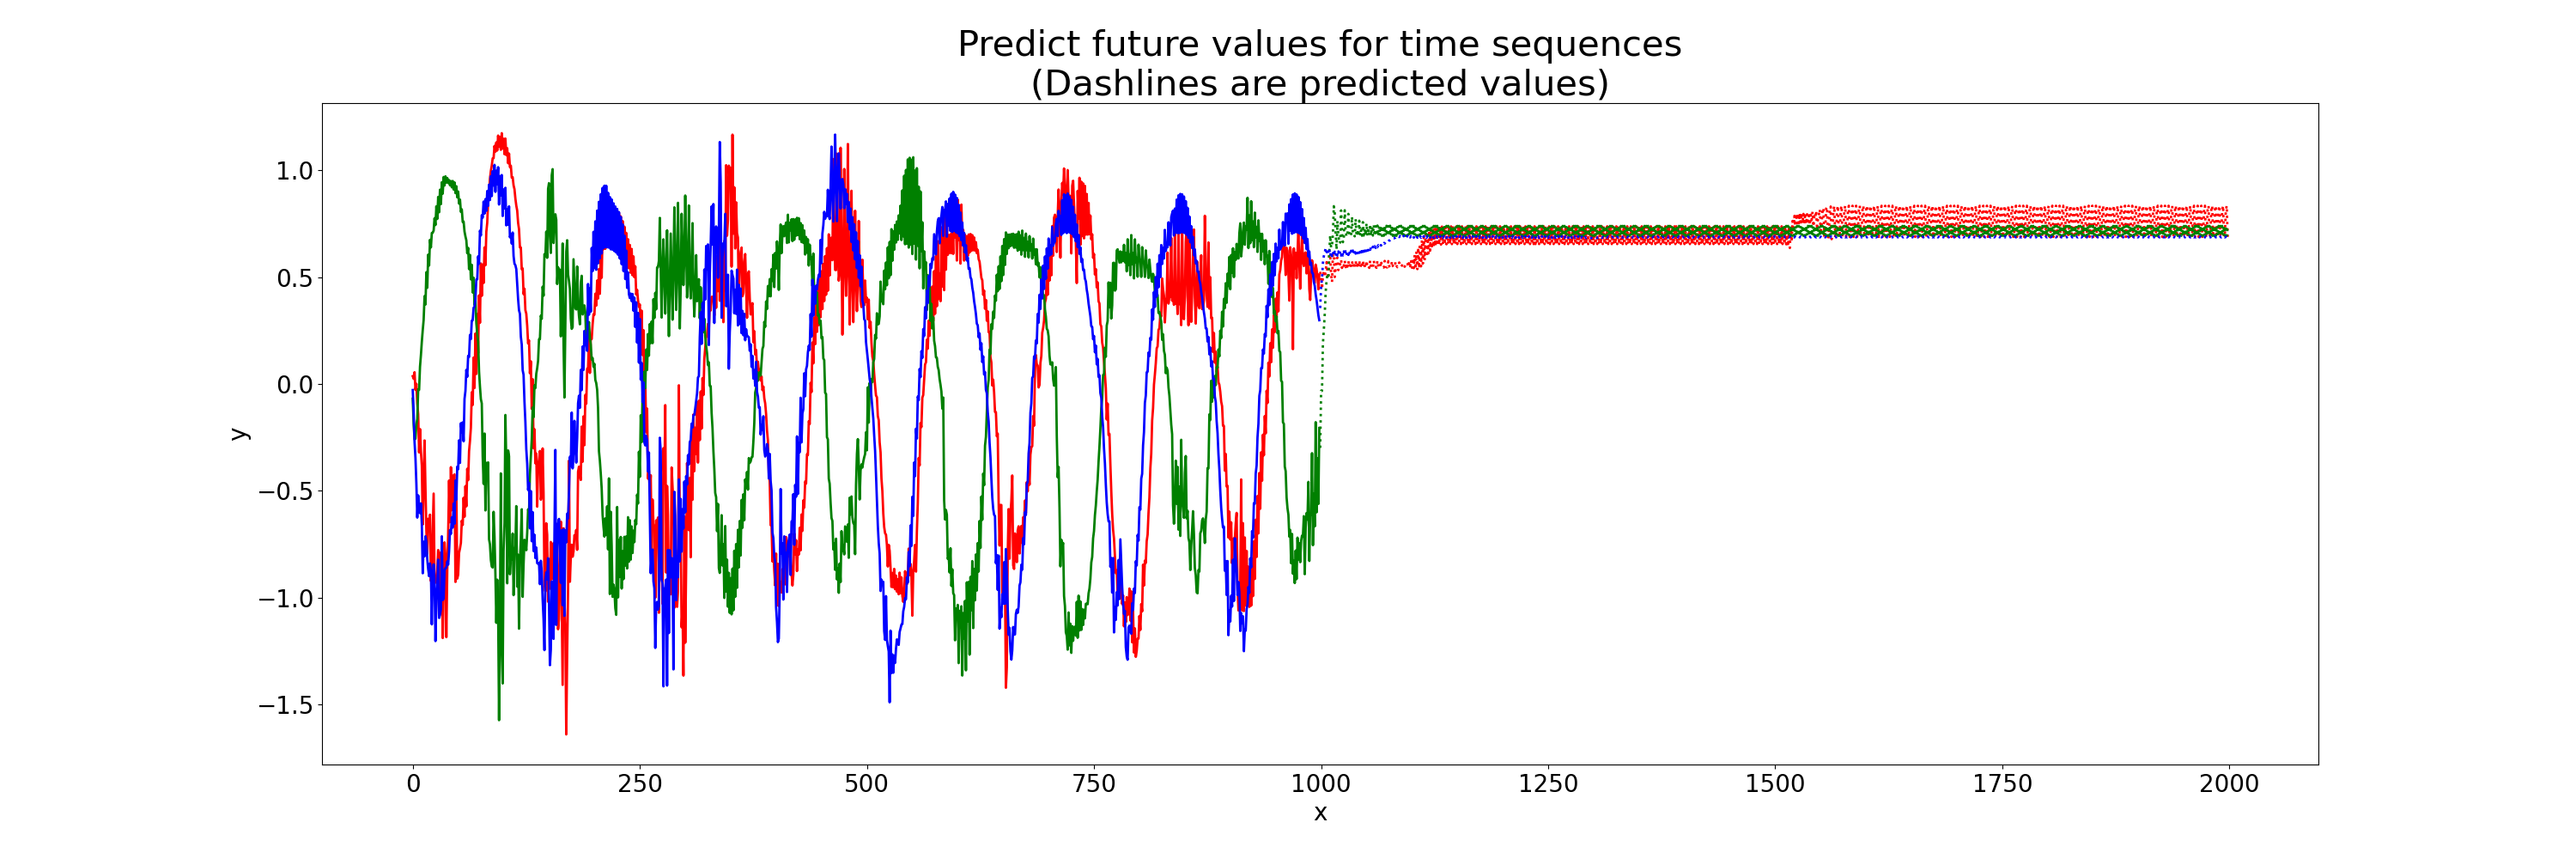 Predict future values for time sequences
(Dashlines are predicted values)
1.0
0.5
0.0
−0.5
−1.0
−1.5
y
0 250 500 750 1000 1250 1500 1750 2000
x